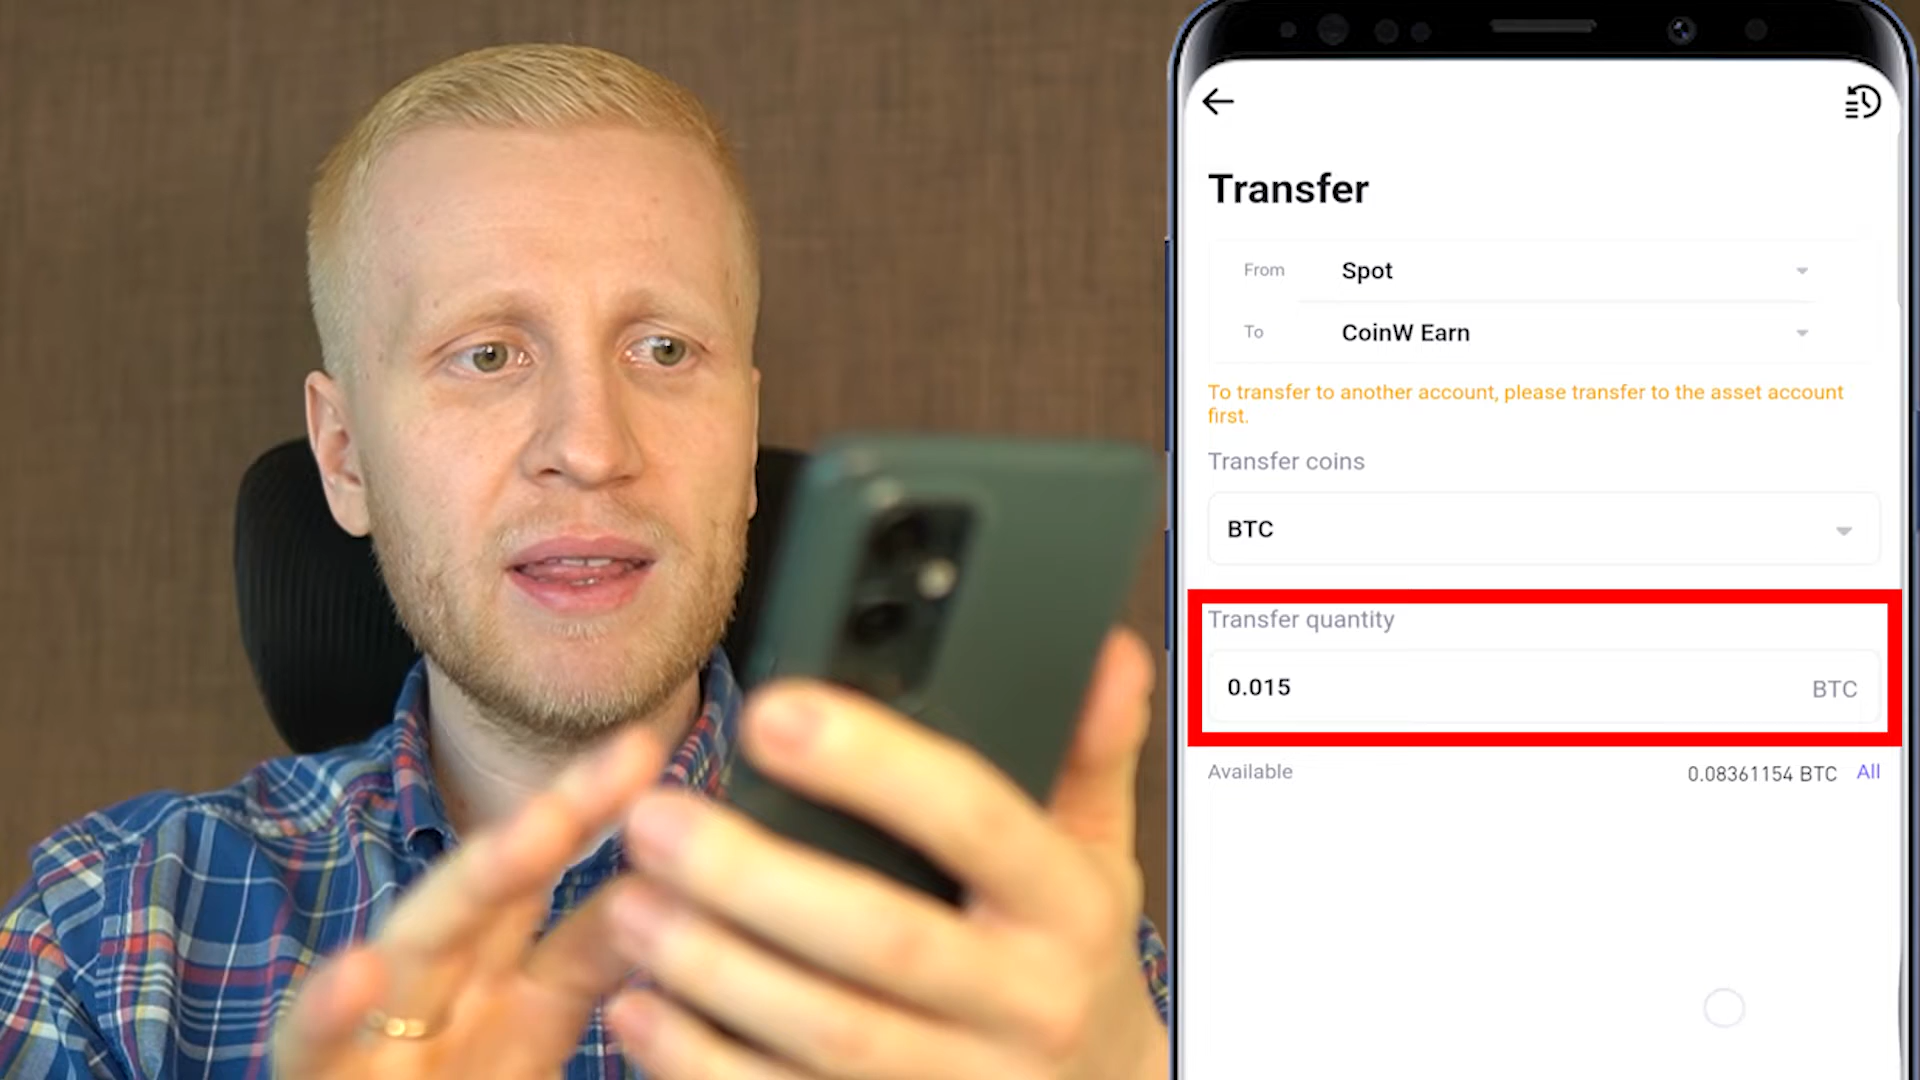 Transfer
From Spot
To CoinW Earn
To transfer to another account, please transfer to the asset account
first.
Transfer coins
BTC
Transfer quantity
0.015 BTC
Available 0.08361154 BTC All